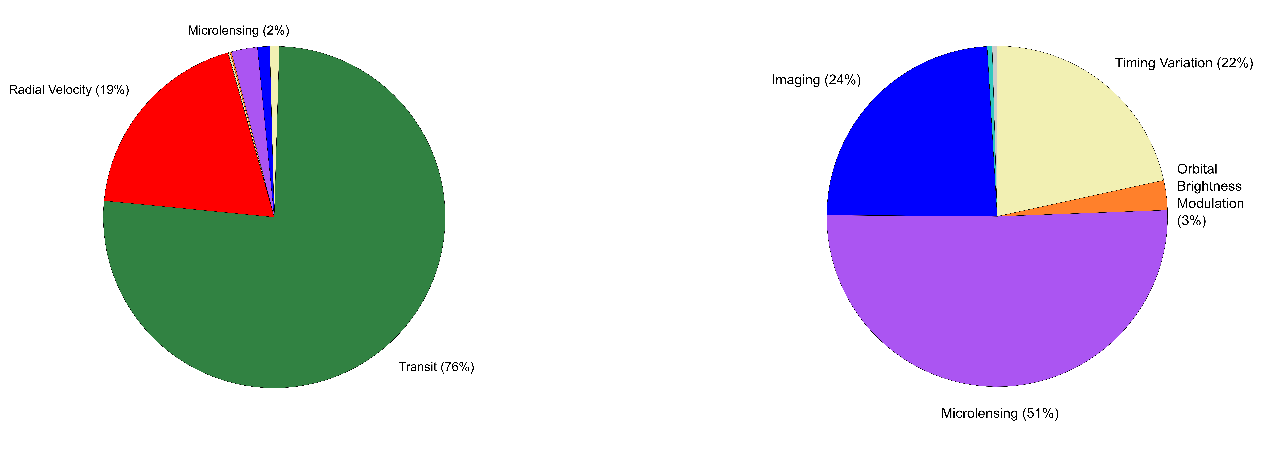 Microlensing (2%)
Radial Velocity (19%)
Transit (76%)
Timing Variation (22%)
Imaging (24%)
Orbital
Brightness
Modulation
(3%)
Microlensing (51%)